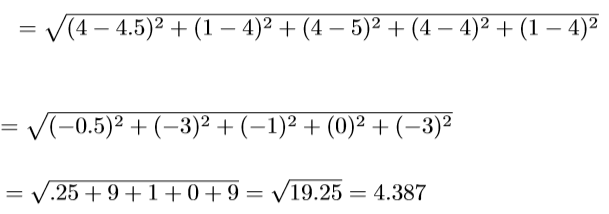 = √(4 − 4.5)² + (1 − 4)² + (4 − 5)² + (4 − 4)² + (1 − 4)²
= √(−0.5)² + (−3)² + (−1)² + (0)² + (−3)²
= √.25 + 9 + 1 + 0 + 9 = √19.25 = 4.387